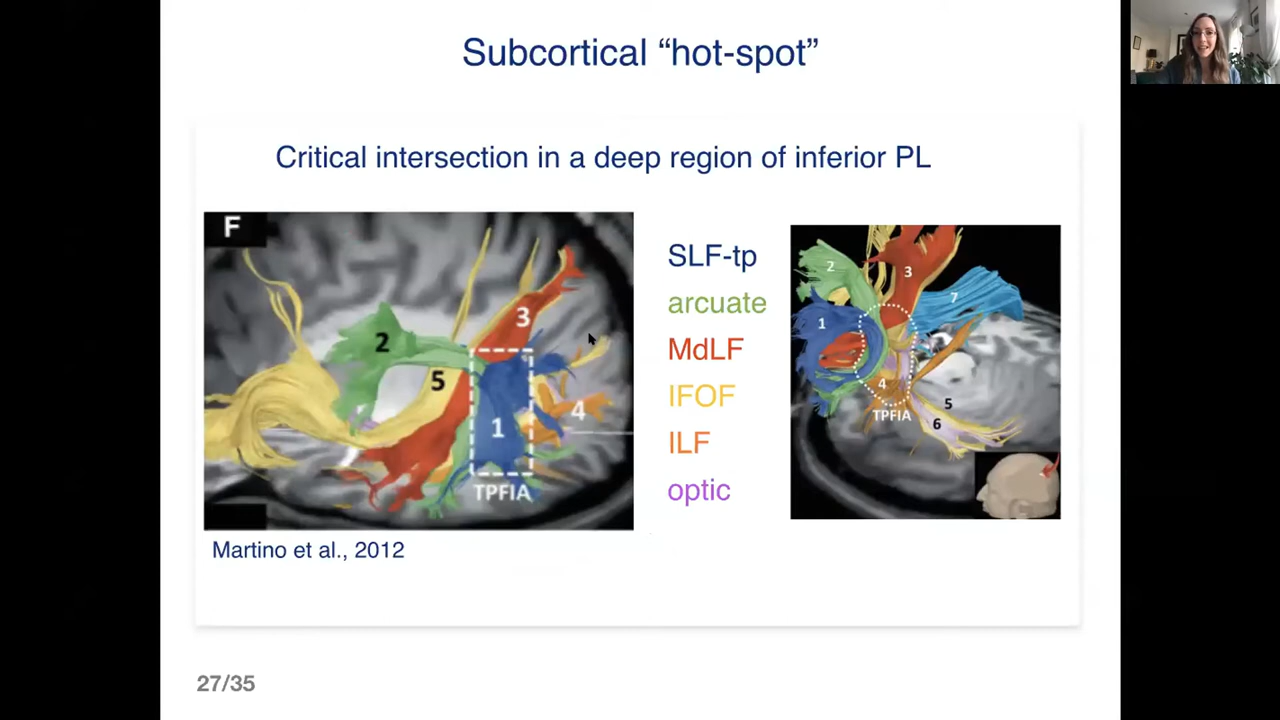 Subcortical “hot-spot”
Critical intersection in a deep region of inferior PL
F
2
3
5
1
4
TPFIA
Martino et al., 2012
SLF-tp
arcuate
MdLF
IFOF
ILF
optic
2
3
7
1
4
TPFIA
5
6
27/35